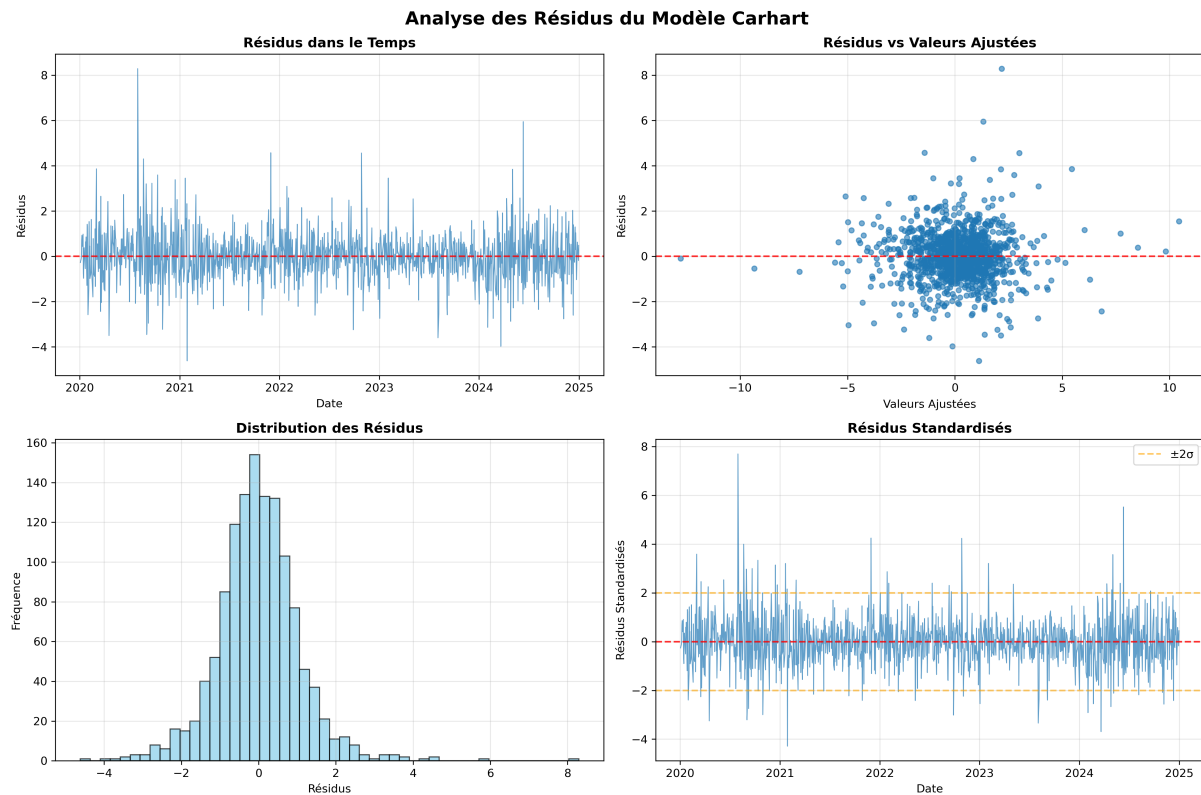 Analyse des Résidus du Modèle Carhart
Résidus dans le Temps
Résidus
8
6
4
2
0
−2
−4
2020 2021 2022 2023 2024 2025
Date
Résidus vs Valeurs Ajustées
Résidus
8
6
4
2
0
−2
−4
−10 −5 0 5 10
Valeurs Ajustées
Distribution des Résidus
Fréquence
160
140
120
100
80
60
40
20
0
−4 −2 0 2 4 6 8
Résidus
Résidus Standardisés
±2σ
Résidus Standardisés
8
6
4
2
0
−2
−4
2020 2021 2022 2023 2024 2025
Date